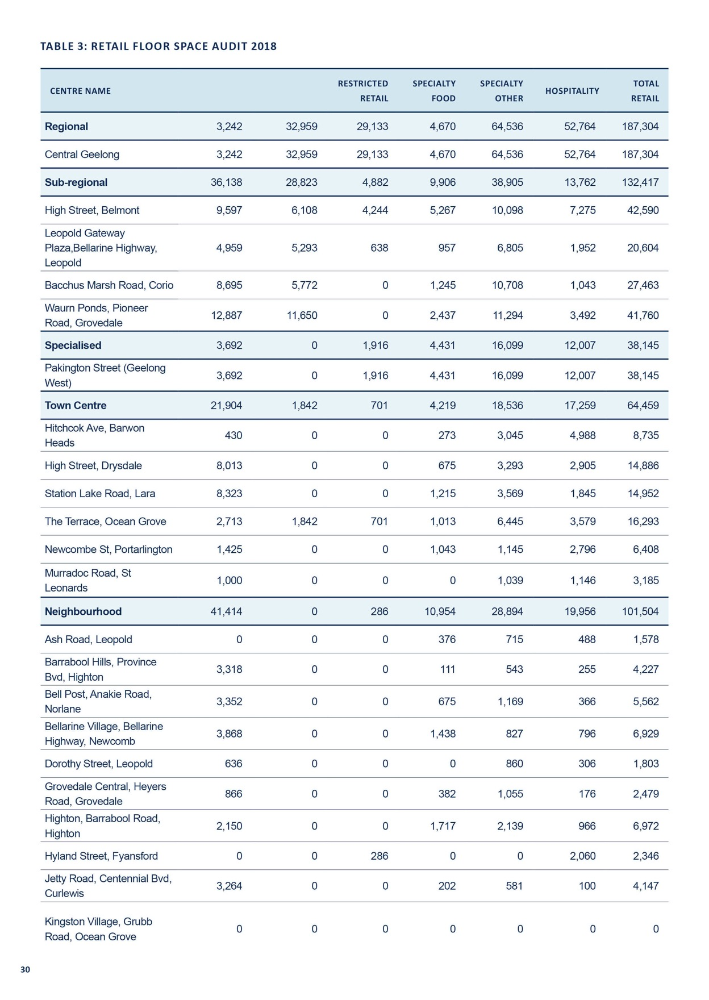 TABLE 3: RETAIL FLOOR SPACE AUDIT 2018
CENTRE NAME RESTRICTED RETAIL SPECIALTY FOOD SPECIALTY OTHER HOSPITALITY TOTAL RETAIL
Regional 3,242 32,959 29,133 4,670 64,536 52,764 187,304
Central Geelong 3,242 32,959 29,133 4,670 64,536 52,764 187,304
Sub-regional 36,138 28,823 4,882 9,906 38,905 13,762 132,417
High Street, Belmont 9,597 6,108 4,244 5,267 10,098 7,275 42,590
Leopold Gateway
Plaza,Bellarine Highway, 4,959 5,293 638 957 6,805 1,952 20,604
Leopold
Bacchus Marsh Road, Corio 8,695 5,772 0 1,245 10,708 1,043 27,463
Waurn Ponds, Pioneer
Road, Grovedale 12,887 11,650 0 2,437 11,294 3,492 41,760
Specialised 3,692 0 1,916 4,431 16,099 12,007 38,145
Pakington Street (Geelong
West) 3,692 0 1,916 4,431 16,099 12,007 38,145
Town Centre 21,904 1,842 701 4,219 18,536 17,259 64,459
Hitchcok Ave, Barwon
Heads 430 0 0 273 3,045 4,988 8,735
High Street, Drysdale 8,013 0 0 675 3,293 2,905 14,886
Station Lake Road, Lara 8,323 0 0 1,215 3,569 1,845 14,952
The Terrace, Ocean Grove 2,713 1,842 701 1,013 6,445 3,579 16,293
Newcombe St, Portarlington 1,425 0 0 1,043 1,145 2,796 6,408
Murradoc Road, St
Leonards 1,000 0 0 0 1,039 1,146 3,185
Neighbourhood 41,414 0 286 10,954 28,894 19,956 101,504
Ash Road, Leopold 0 0 0 376 715 488 1,578
Barrabool Hills, Province
Bvd, Highton 3,318 0 0 111 543 255 4,227
Bell Post, Anakie Road,
Norlane 3,352 0 0 675 1,169 366 5,562
Bellarine Village, Bellarine
Highway, Newcomb 3,868 0 0 1,438 827 796 6,929
Dorothy Street, Leopold 636 0 0 0 860 306 1,803
Grovedale Central, Heyers
Road, Grovedale 866 0 0 382 1,055 176 2,479
Highton, Barrabool Road,
Highton 2,150 0 0 1,717 2,139 966 6,972
Hyland Street, Fyansford 0 0 286 0 0 2,060 2,346
Jetty Road, Centennial Bvd,
Curlewis 3,264 0 0 202 581 100 4,147
Kingston Village, Grubb
Road, Ocean Grove 0 0 0 0 0 0 0
30